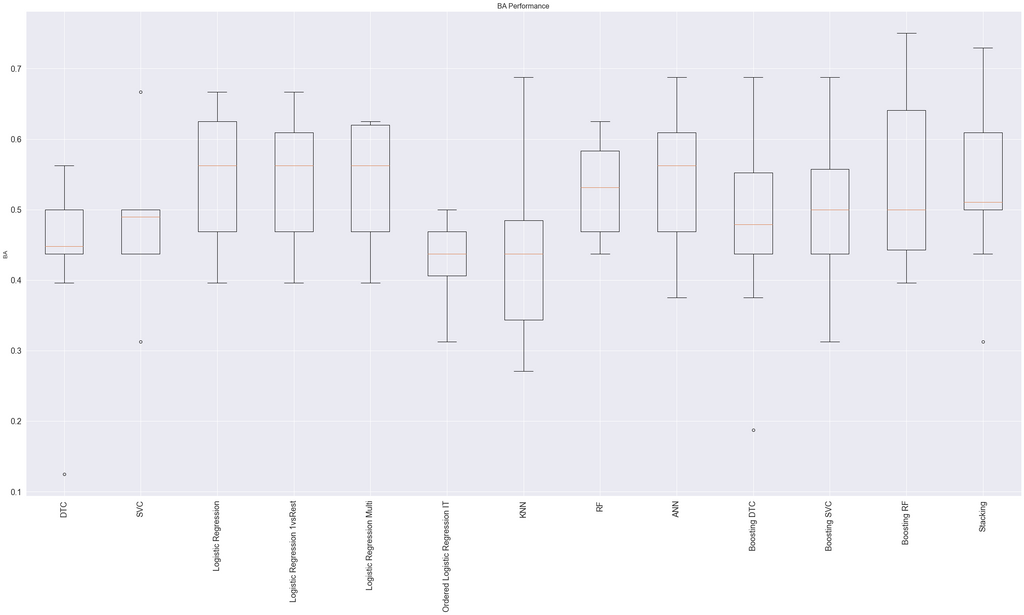 BA Performance
BA
0.7
0.6
0.5
0.4
0.3
0.2
0.1
DTC
SVC
Logistic Regression
Logistic Regression 1vsRest
Logistic Regression Multi
Ordered Logistic Regression IT
KNN
RF
ANN
Boosting DTC
Boosting SVC
Boosting RF
Stacking